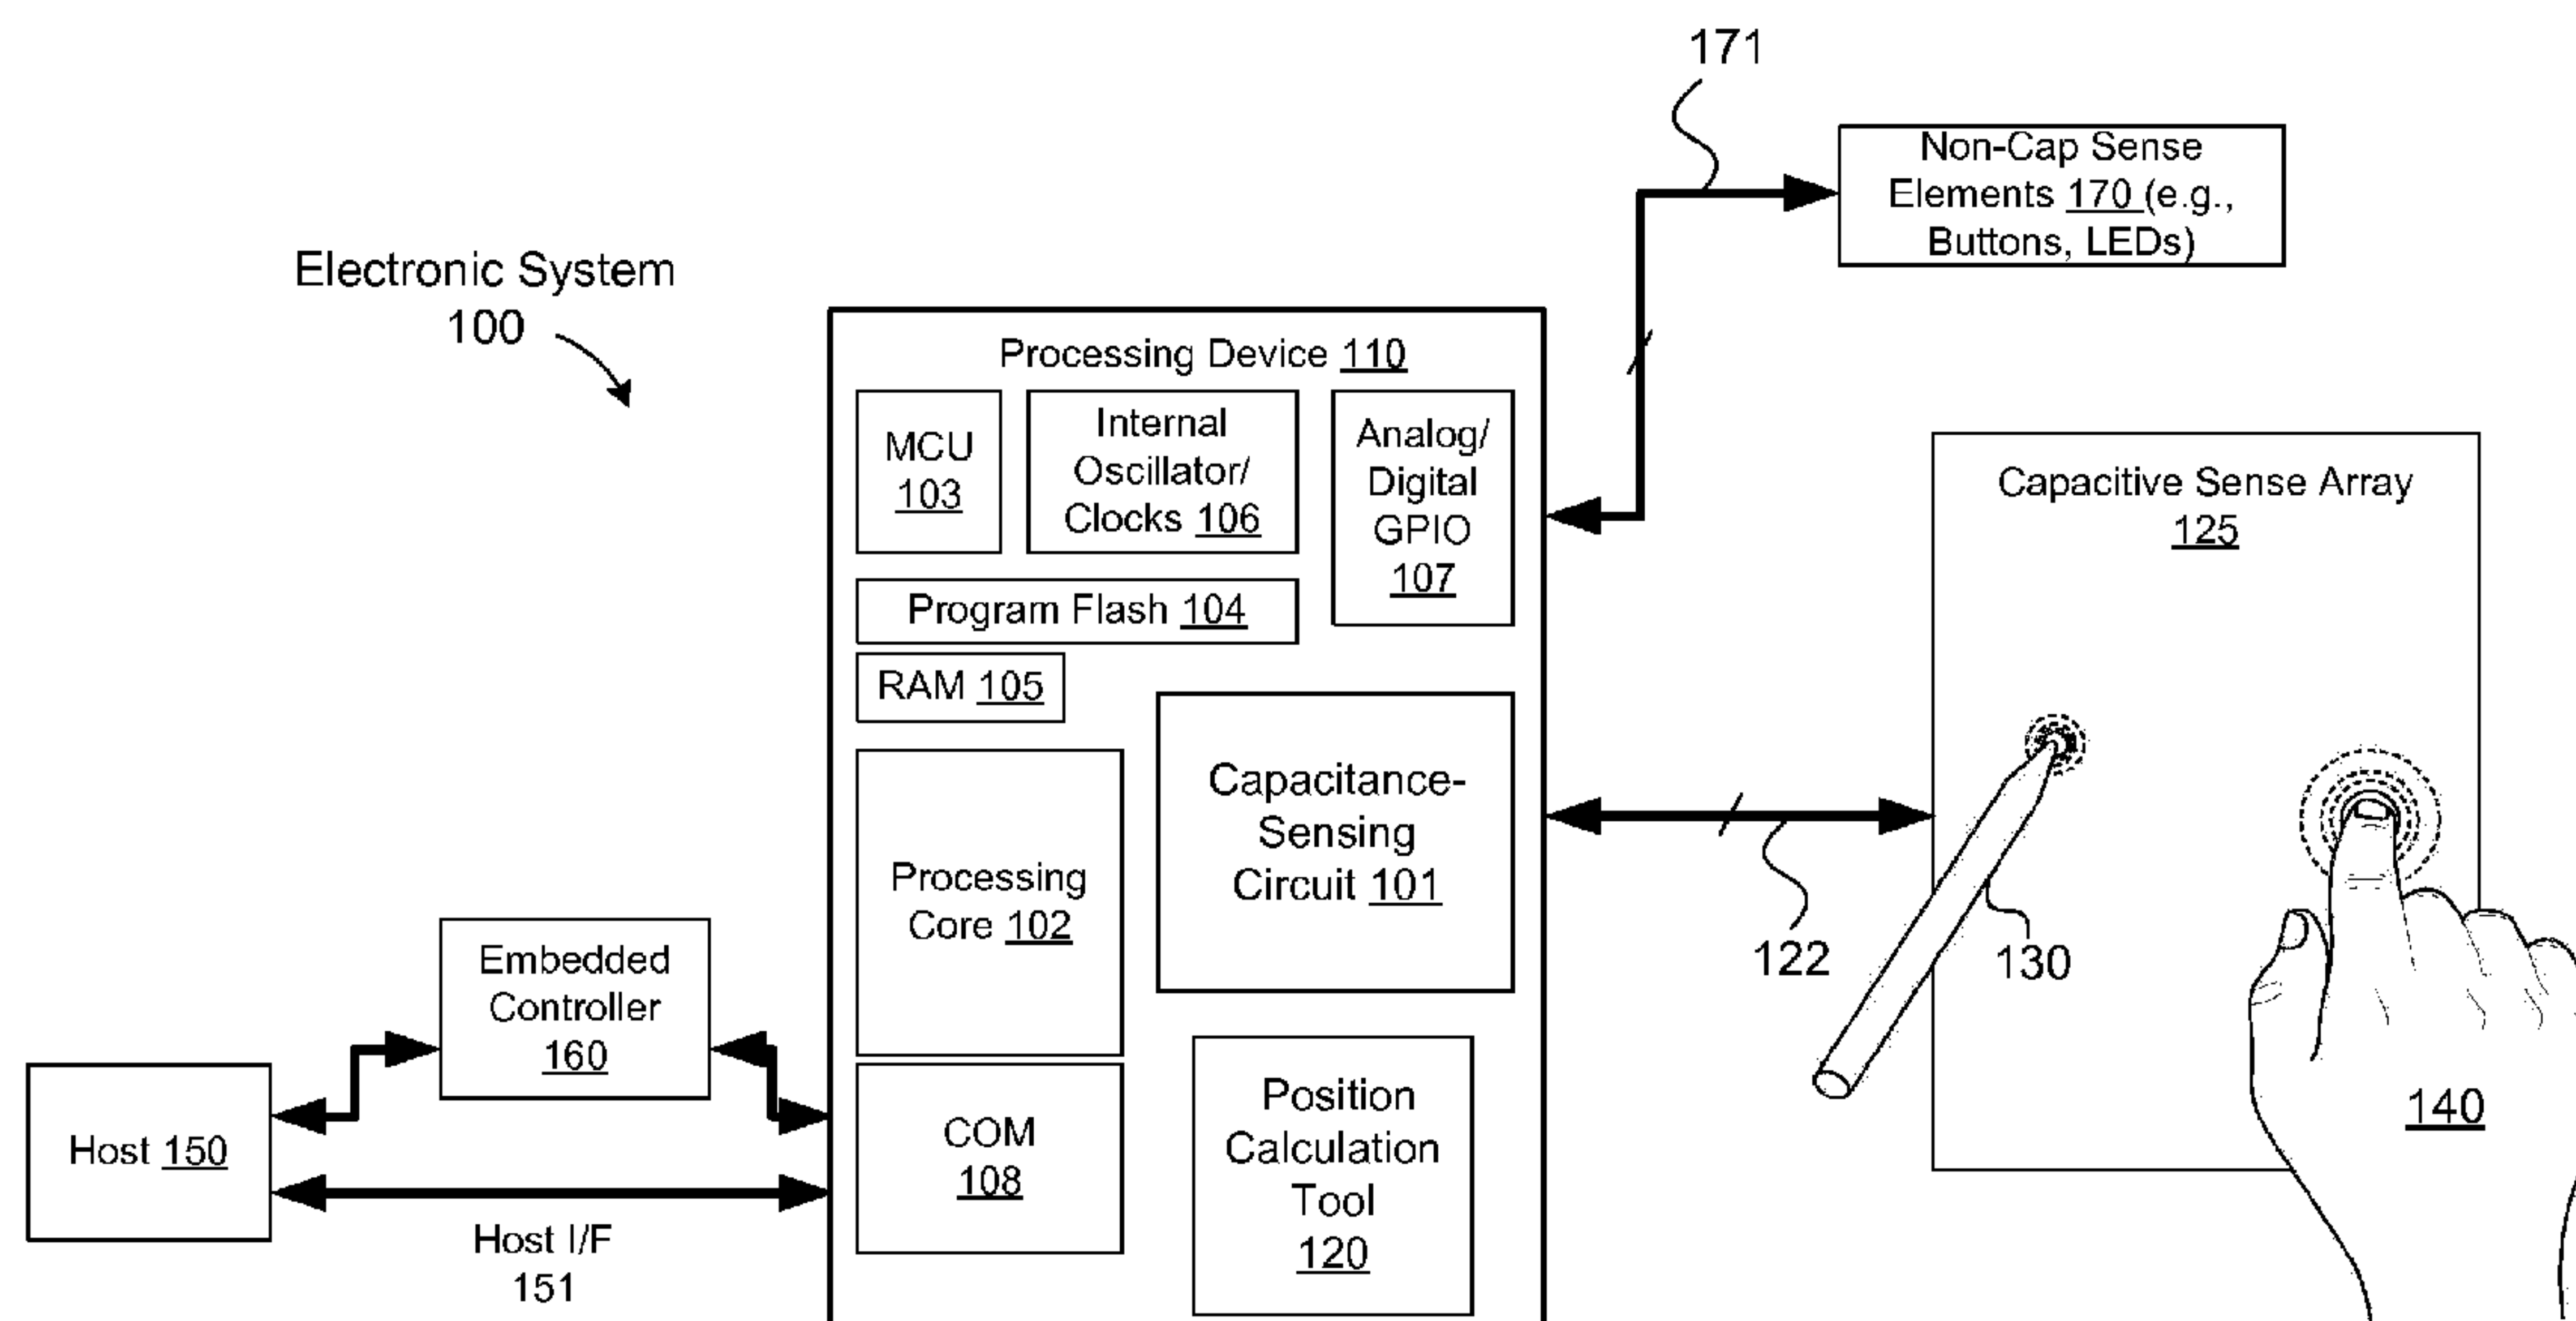 171
Non-Cap Sense
Elements 170 (e.g.,
Buttons, LEDs)
Electronic System
100
Processing Device 110
MCU
103
Internal
Oscillator/
Clocks 106
Analog/
Digital
GPIO
107
Program Flash 104
RAM 105
Capacitance-
Sensing
Circuit 101
Processing
Core 102
COM
108
Position
Calculation
Tool
120
Capacitive Sense Array
125
122
130
140
Embedded
Controller
160
Host 150
Host I/F
151